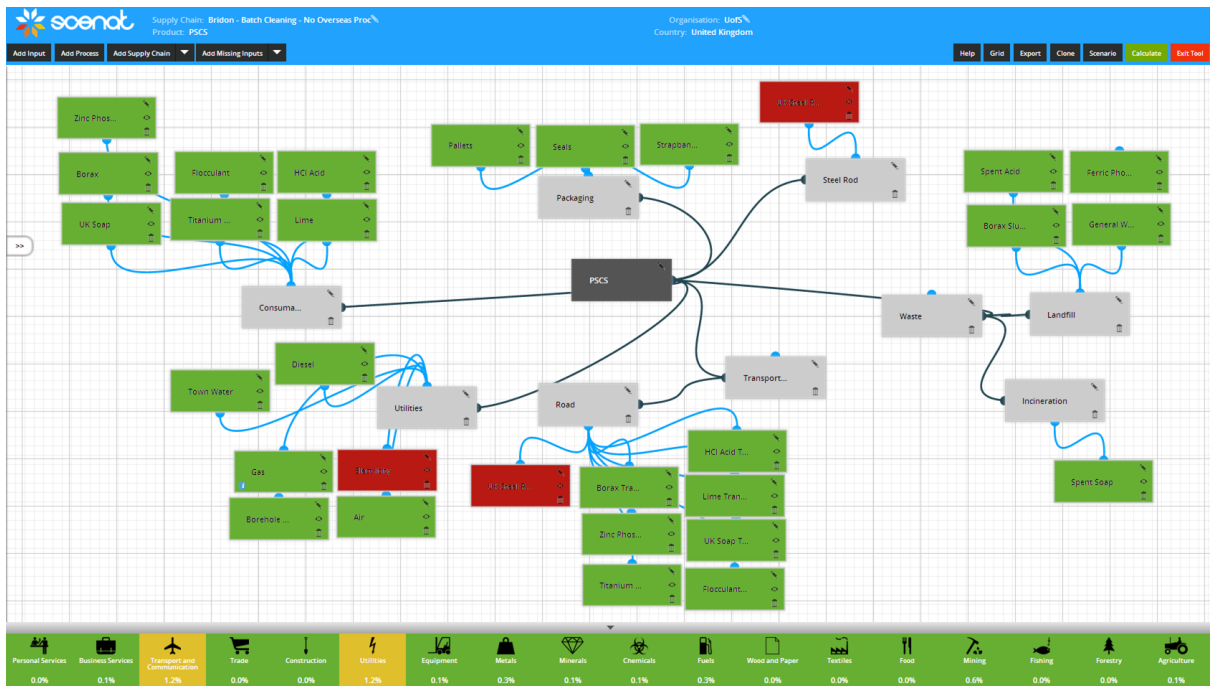 scenat
Supply Chain: Bridon - Batch Cleaning - No Overseas Proc
Product: PSCS
Organisation: UofS
Country: United Kingdom
Add Input
Add Process
Add Supply Chain
Add Missing Inputs
Help
Grid
Export
Clone
Scenario
Calculate
Exit Tool
>>
Zinc Phos...
Borax
UK Soap
Flocculant
Titanium ...
HCl Acid
Lime
Consuma...
Pallets
Seals
Strapban...
Packaging
Steel Rod
PSCS
Spent Acid
Ferric Pho...
Borax Slu...
General W...
Waste
Landfill
Incineration
Spent Soap
Diesel
Town Water
Utilities
Gas
Borehole ...
Air
Road
Transport...
Borax Tra...
Zinc Phos...
Titanium ...
HCl Acid T...
Lime Tran...
UK Soap T...
Flocculant...
Personal Services
Business Services
Transport and
Communication
Trade
Construction
Utilities
Equipment
Metals
Minerals
Chemicals
Fuels
Wood and Paper
Textiles
Food
Mining
Fishing
Forestry
Agriculture
0.0%
0.1%
1.2%
0.0%
0.0%
1.2%
0.1%
0.3%
0.1%
0.1%
0.3%
0.0%
0.0%
0.0%
0.6%
0.0%
0.0%
0.1%